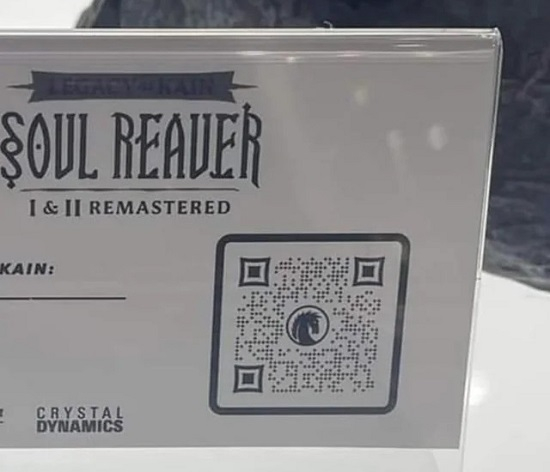 LEGACY OF KAIN
SOUL REAVER
I & II REMASTERED
KAIN:
CRYSTAL
DYNAMICS